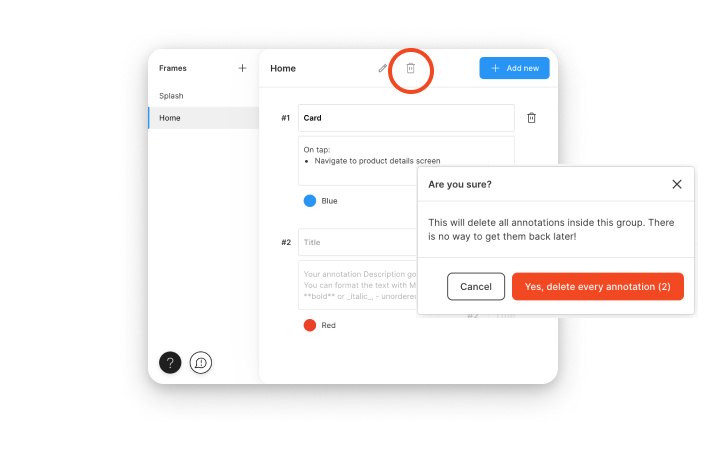 Frames
Home
Add new
Splash
Home
#1
Card
On tap:
• Navigate to product details screen
Blue
#2
Title
Your annotation Description go
You can format the text with M
**bold** or _italic_, - unordere
Red
?
Are you sure?
This will delete all annotations inside this group. There
is no way to get them back later!
Cancel
Yes, delete every annotation (2)